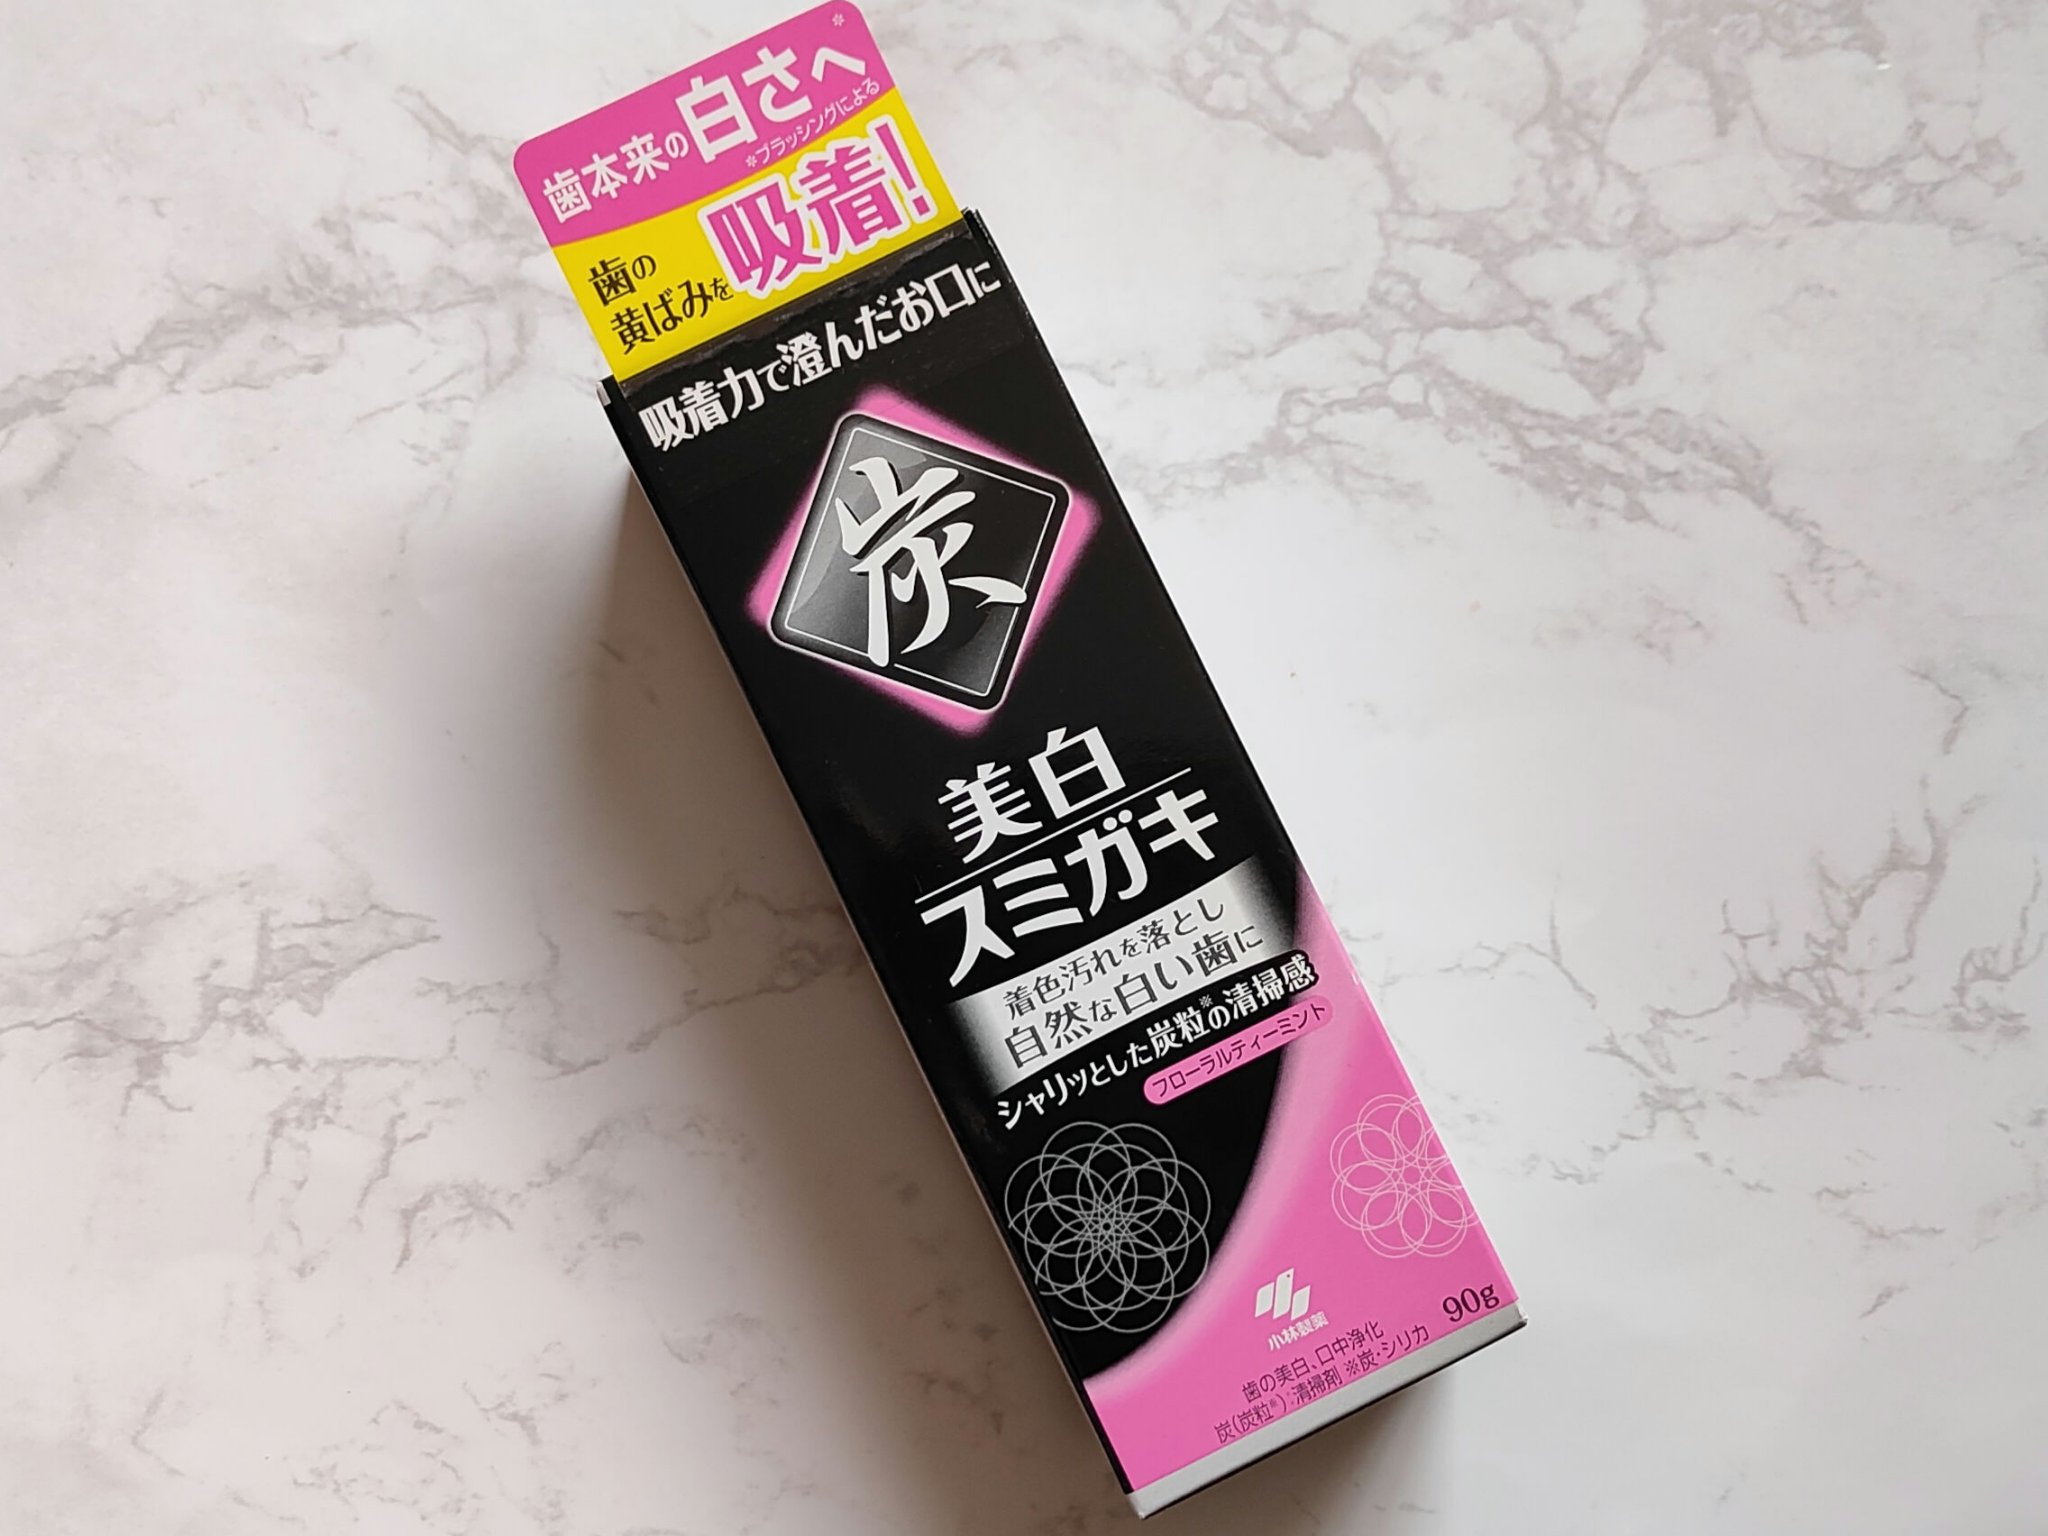 歯本来の白さへ*
*ブラッシングによる
歯の
黄ばみを吸着!
吸着力で澄んだお口に
炭
美白
スミガキ
着色汚れを落とし
自然な白い歯に
シャリッとした炭粒※の清掃感
フローラルティーミント
小林製薬
90g
歯の美白、口中浄化
炭(炭粒※):清掃剤 ※炭・シリカ